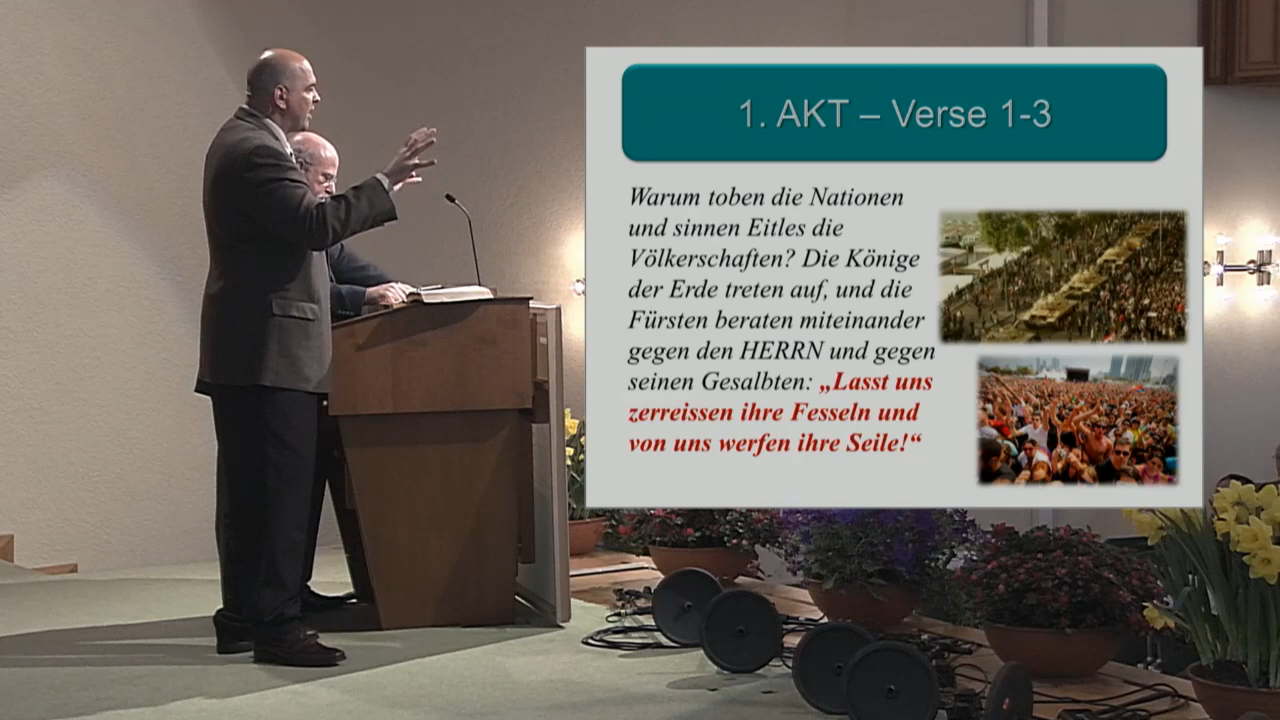 1. AKT – Verse 1-3
Warum toben die Nationen
und sinnen Eitles die
Völkerschaften? Die Könige
der Erde treten auf, und die
Fürsten beraten miteinander
gegen den HERRN und gegen
seinen Gesalbten: „Lasst uns
zerreissen ihre Fesseln und
von uns werfen ihre Seile!“